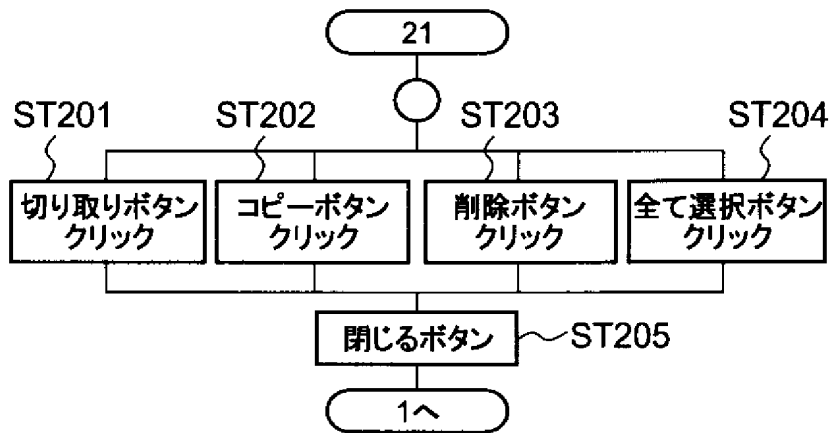 21
ST201
ST202
ST203
ST204
切り取りボタン
クリック
コピーボタン
クリック
削除ボタン
クリック
全て選択ボタン
クリック
閉じるボタン
ST205
1へ